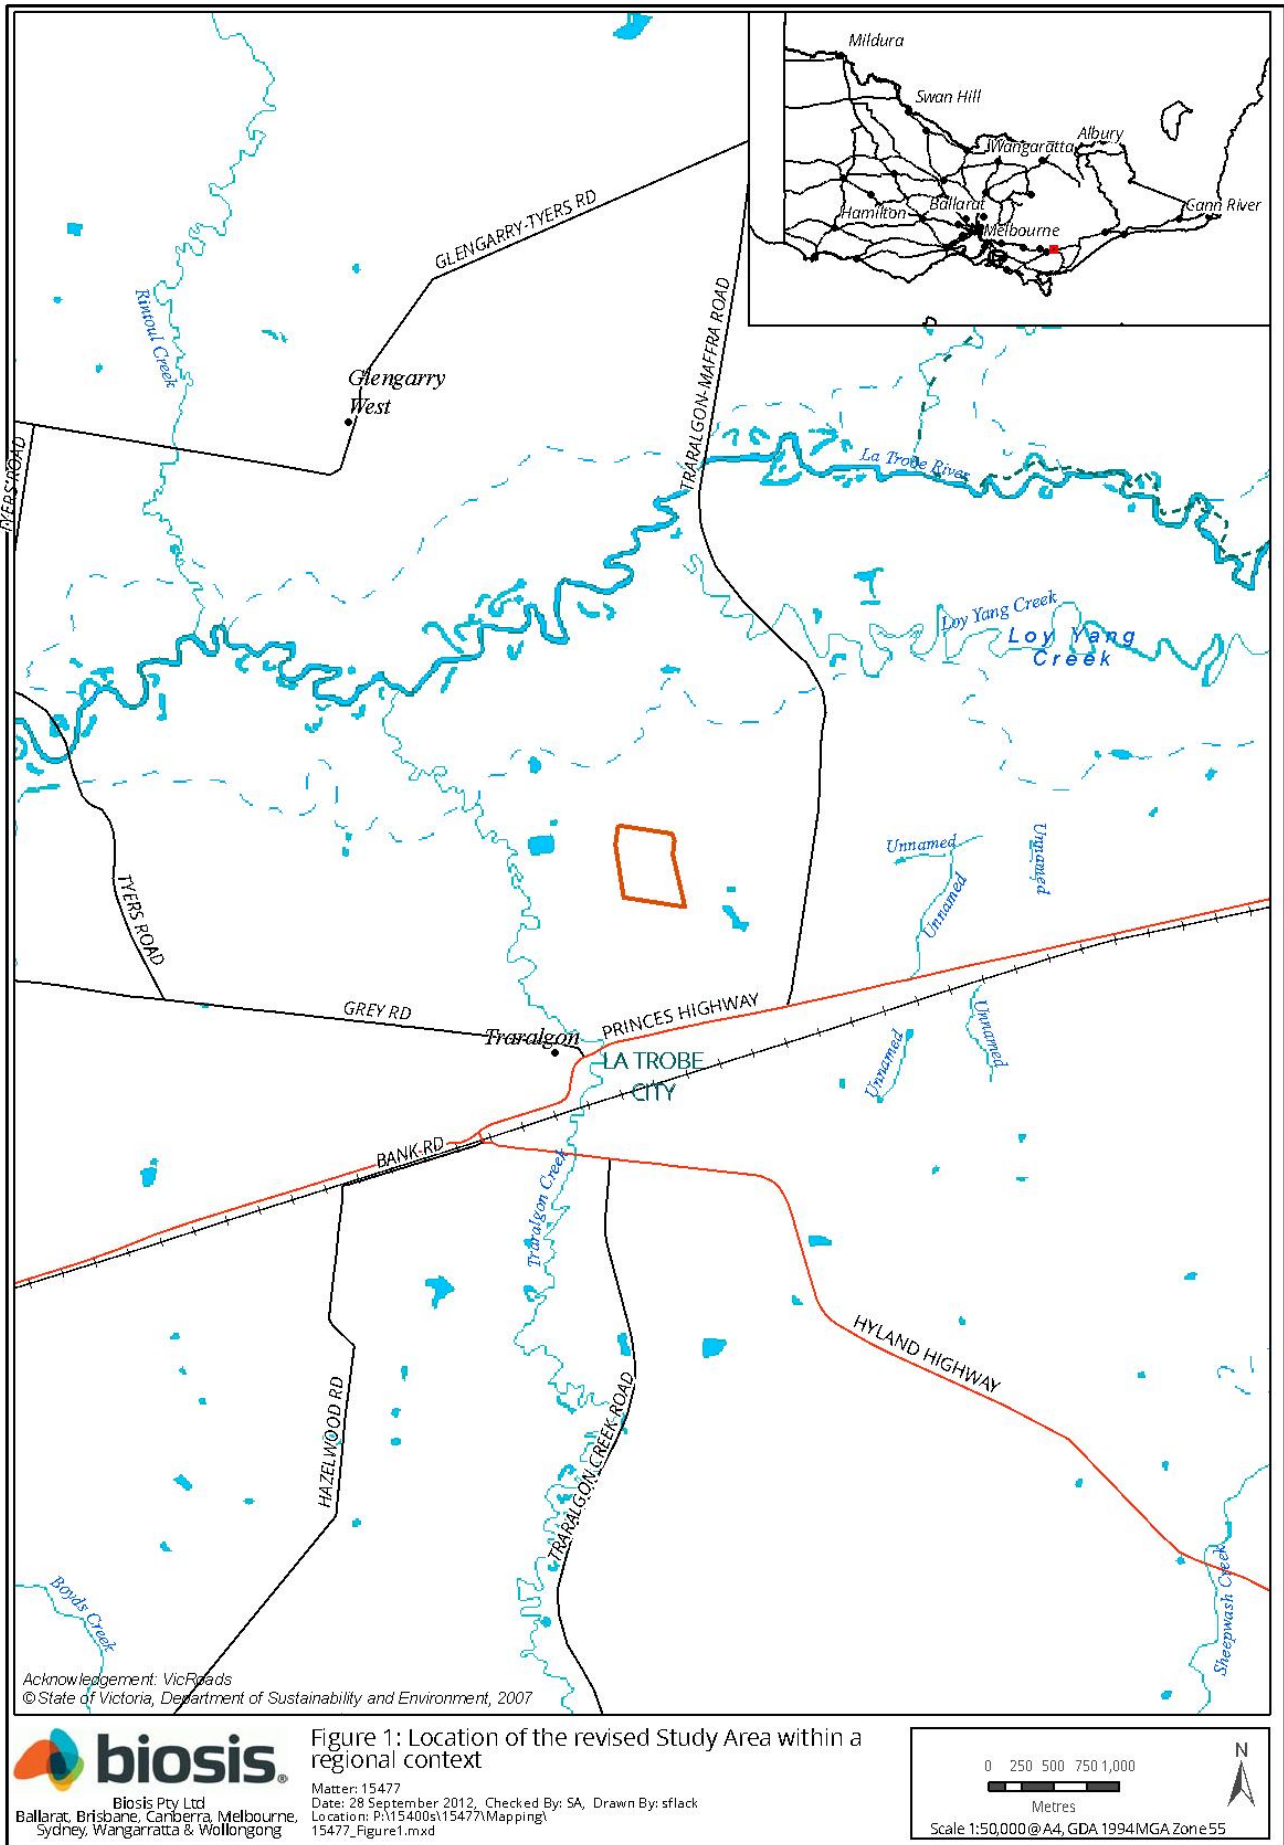 Mildura
Swan Hill
Albury
Wangaratta
Hamilton
Ballarat
Melbourne
Cann River
GLENGARRY-TYERS RD
Rintoul Creek
Glengarry
West
TRARALGON-MAFFRA ROAD
TYERS ROAD
La Trobe River
Loy Yang Creek
Loy Yang
Creek
Unnamed
Unnamed
Unnamed
TYERS ROAD
GREY RD
PRINCES HIGHWAY
Traralgon
LA TROBE
CITY
Unnamed
Unnamed
BANK RD
Traralgon Creek
HYLAND HIGHWAY
HAZELWOOD RD
TRARALGON CREEK ROAD
Boyds Creek
Sheepwash Creek
Acknowledgement: VicRoads
© State of Victoria, Department of Sustainability and Environment, 2007
biosis.
Biosis Pty Ltd
Ballarat, Brisbane, Canberra, Melbourne,
Sydney, Wangarratta & Wollongong
Figure 1: Location of the revised Study Area within a
regional context
Matter: 15477
Date: 28 September 2012, Checked By: SA, Drawn By: sflack
Location: P:\15400s\15477\Mapping\
15477_Figure1.mxd
0 250 500 750 1,000
Metres
N
Scale 1:50,000 @ A4, GDA 1994 MGA Zone 55